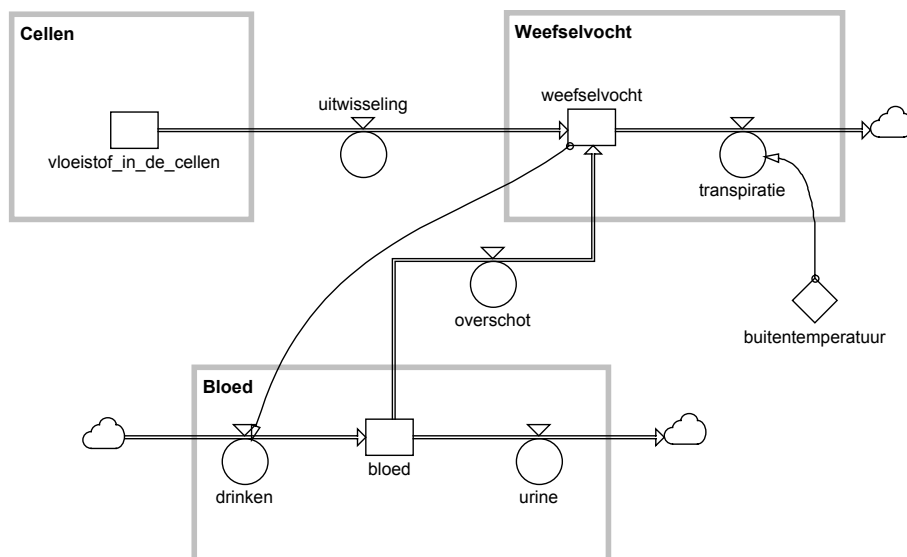 Cellen
Weefselvocht
uitwisseling
weefselvocht
vloeistof_in_de_cellen
transpiratie
overschot
buitentemperatuur
Bloed
bloed
drinken
urine